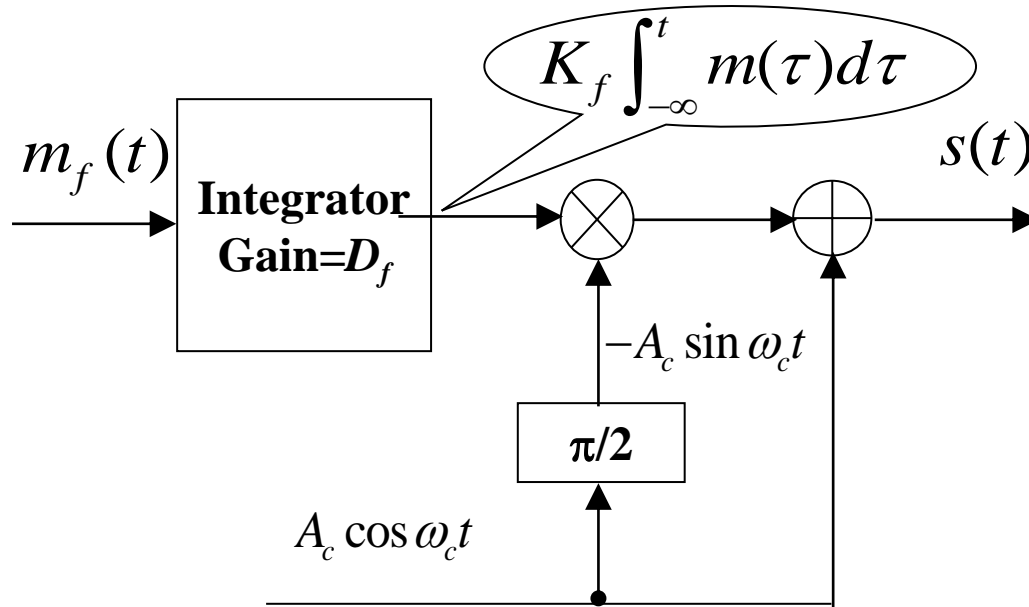 K_f ∫_{-∞}^{t} m(τ)dτ
m_f(t)
s(t)
Integrator
Gain=D_f
−A_c sin ω_c t
π/2
A_c cos ω_c t